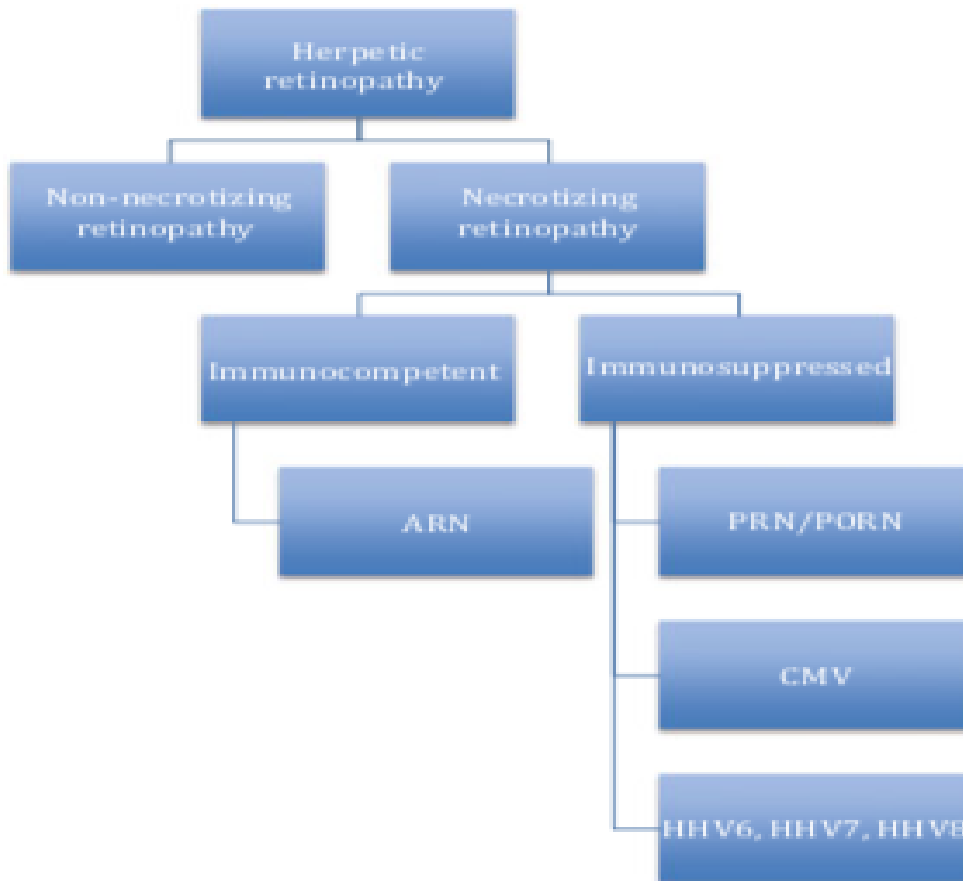 Herpetic
retinopathy
Non-necrotizing
retinopathy
Necrotizing
retinopathy
Immunocompetent
Immunosuppressed
ARN
PRN/PORN
CMV
HHV6, HHV7, HHV8